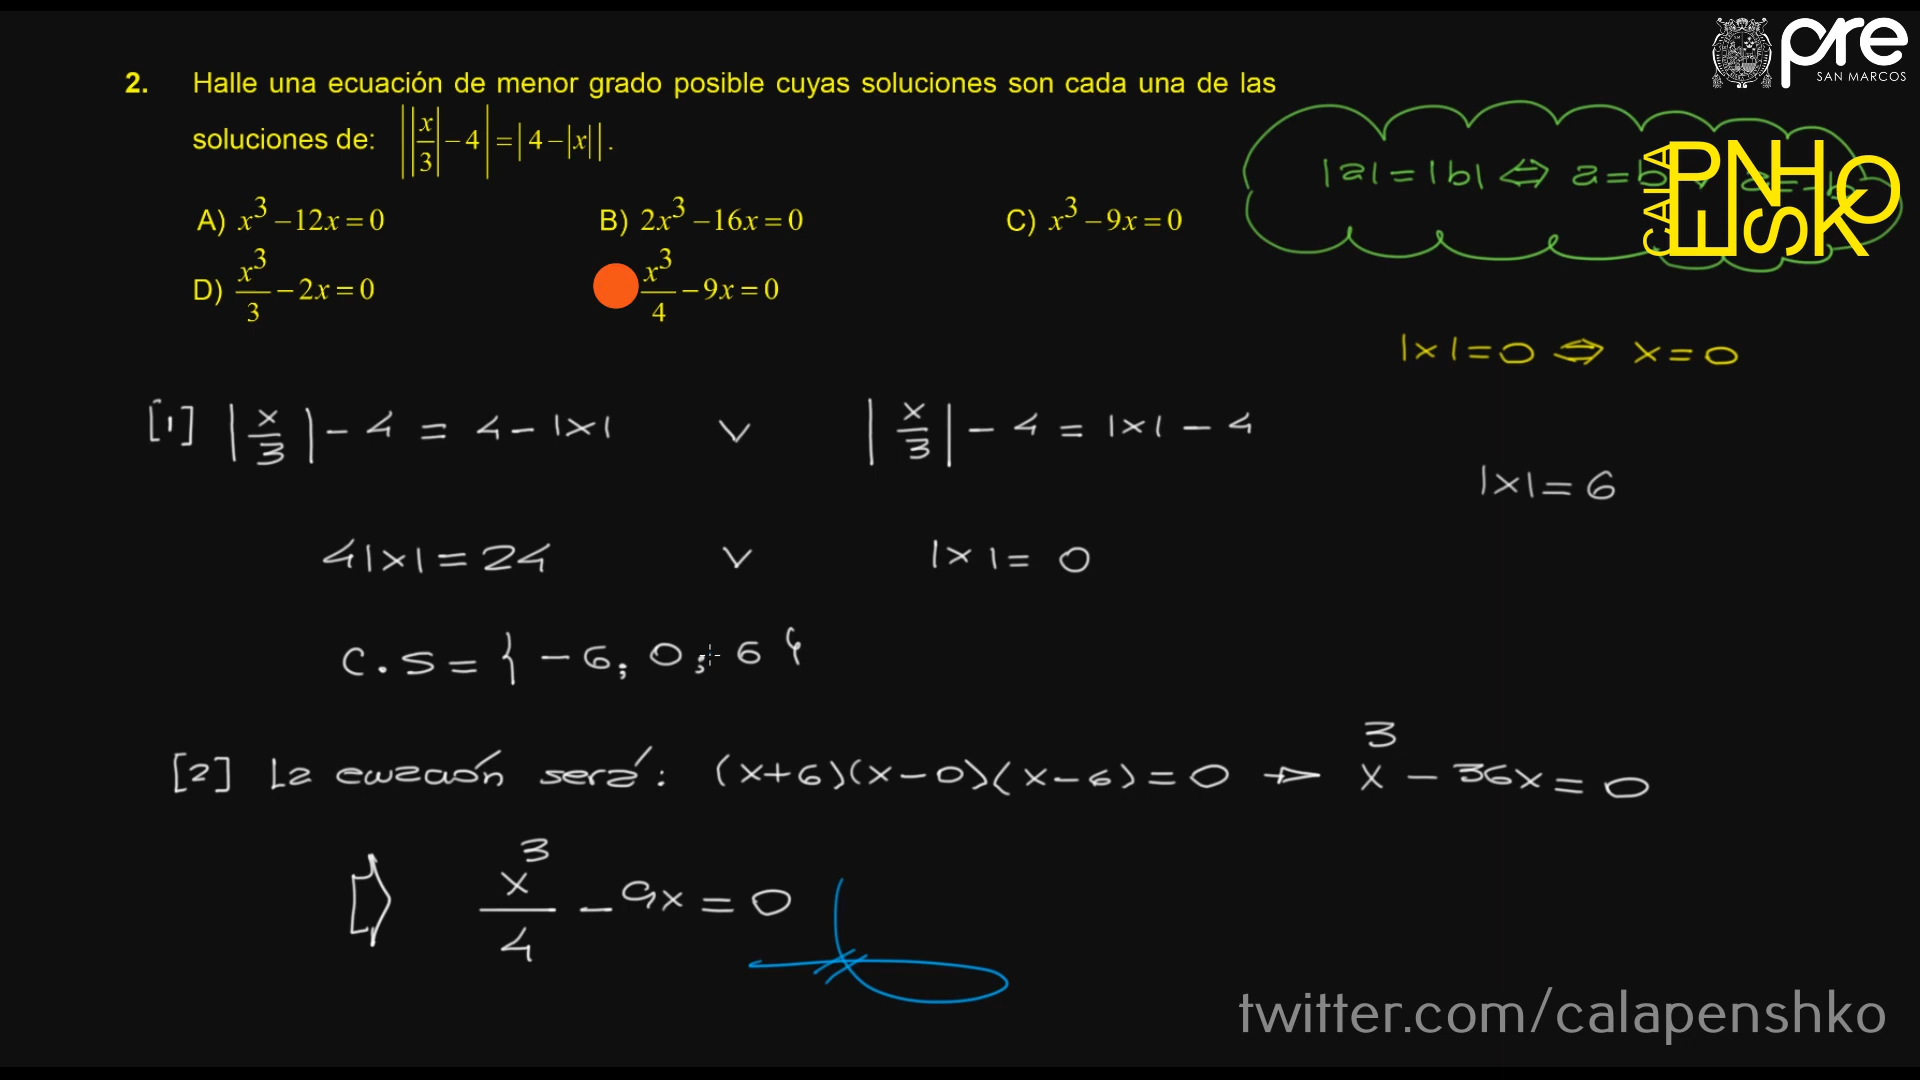 pre
SAN MARCOS
2. Halle una ecuación de menor grado posible cuyas soluciones son cada una de las
soluciones de: ||x/3| − 4| = |4 − |x||.
|a| = |b| ⇔ a = b
CALA
PENSHKO
A) x³ − 12x = 0 B) 2x³ − 16x = 0 C) x³ − 9x = 0
D) x³/3 − 2x = 0 x³/4 − 9x = 0
|x| = 0 ⇔ x = 0
[1] |x/3| − 4 = 4 − |x| ∨ |x/3| − 4 = |x| − 4
|x| = 6
4|x| = 24 ∨ |x| = 0
C.S = {−6; 0; 6}
[2] La ecuación será: (x+6)(x−0)(x−6) = 0 → x³ − 36x = 0
⇨ x³/4 − 9x = 0
twitter.com/calapenshko